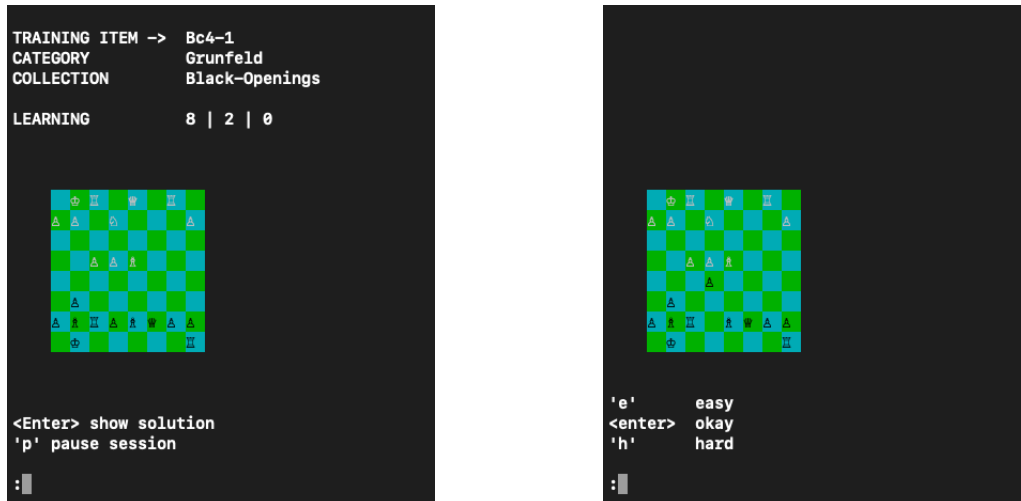 TRAINING ITEM -> Bc4-1
CATEGORY Grunfeld
COLLECTION Black-Openings
LEARNING 8 | 2 | 0
<Enter> show solution
'p' pause session
:
'e' easy
<enter> okay
'h' hard
: